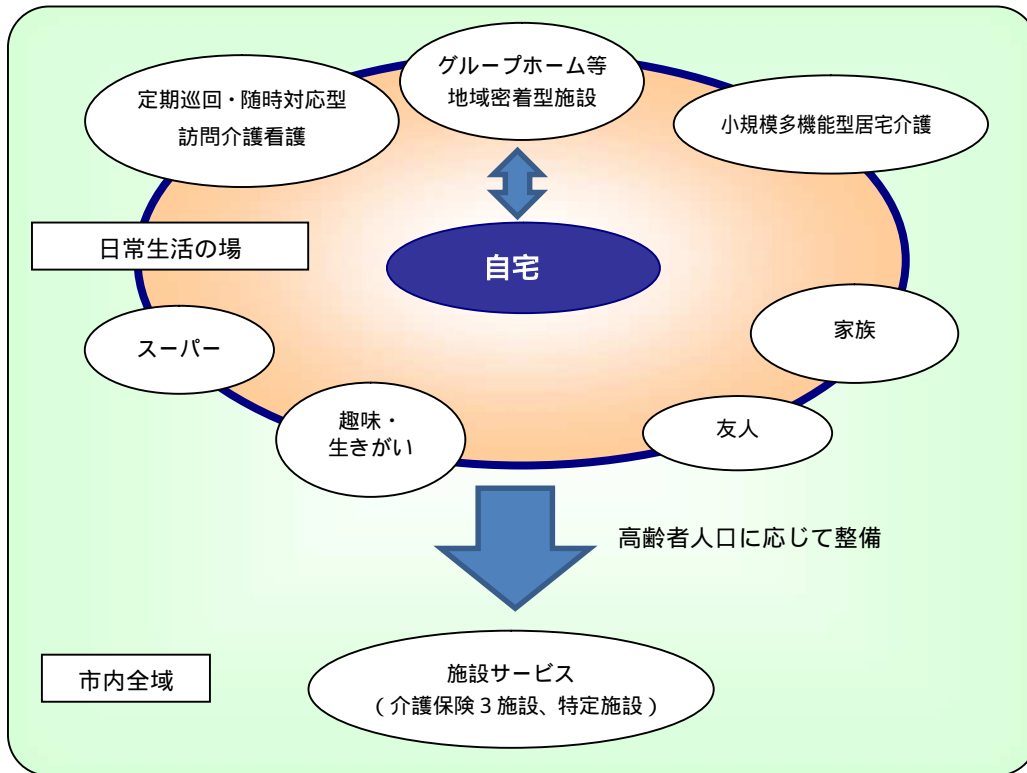 グループホーム等
地域密着型施設
定期巡回・随時対応型
訪問介護看護
小規模多機能型居宅介護
日常生活の場
自宅
スーパー
家族
趣味・
生きがい
友人
高齢者人口に応じて整備
市内全域
施設サービス
(介護保険３施設、特定施設)